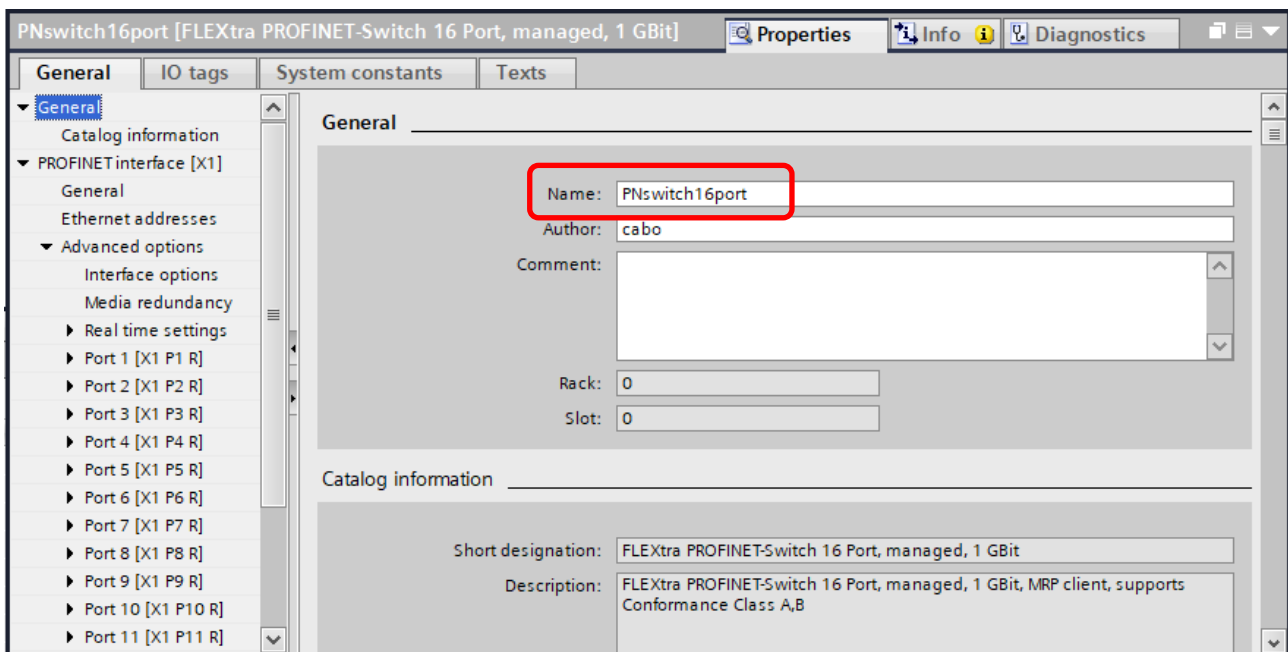 PNswitch16port [FLEXtra PROFINET-Switch 16 Port, managed, 1 GBit]
Properties
Info
Diagnostics
General
IO tags
System constants
Texts
General
Catalog information
PROFINET interface [X1]
General
Ethernet addresses
Advanced options
Interface options
Media redundancy
Real time settings
Port 1 [X1 P1 R]
Port 2 [X1 P2 R]
Port 3 [X1 P3 R]
Port 4 [X1 P4 R]
Port 5 [X1 P5 R]
Port 6 [X1 P6 R]
Port 7 [X1 P7 R]
Port 8 [X1 P8 R]
Port 9 [X1 P9 R]
Port 10 [X1 P10 R]
Port 11 [X1 P11 R]
General
Name: PNswitch16port
Author: cabo
Comment:
Rack: 0
Slot: 0
Catalog information
Short designation: FLEXtra PROFINET-Switch 16 Port, managed, 1 GBit
Description: FLEXtra PROFINET-Switch 16 Port, managed, 1 GBit, MRP client, supports
Conformance Class A,B